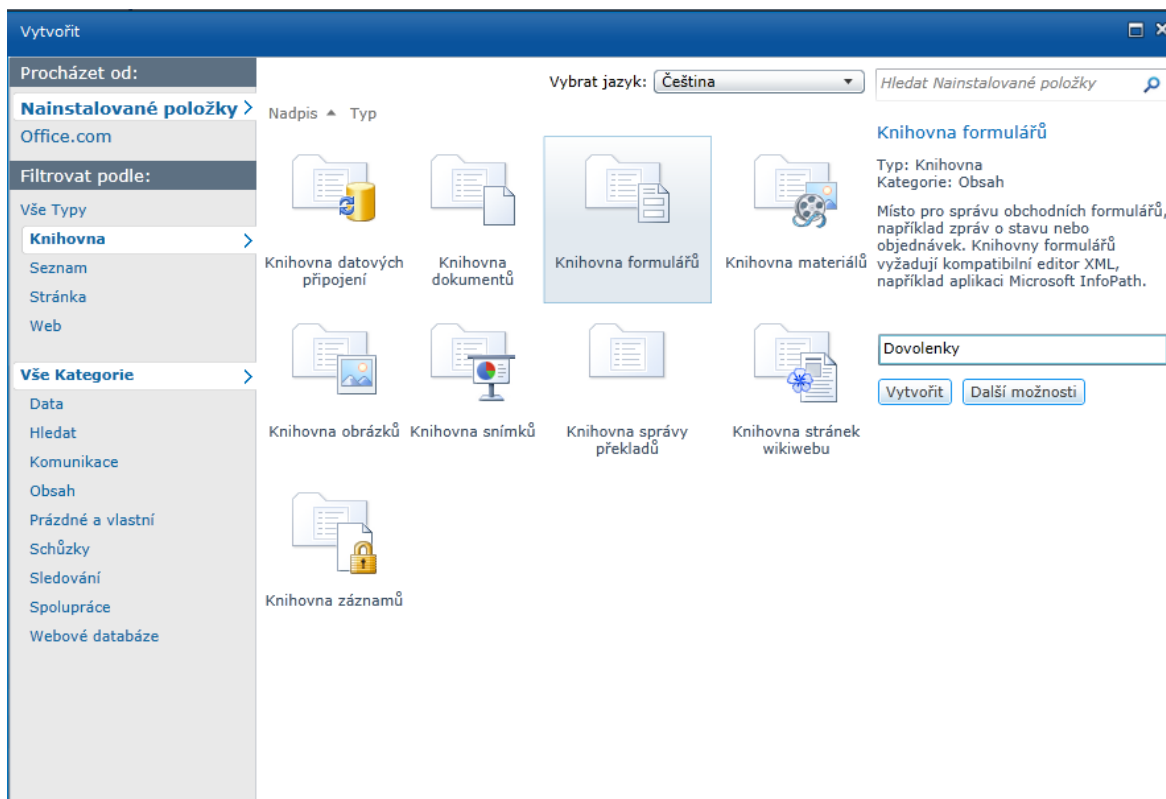 Vytvořit
Procházet od:
Nainstalované položky
Office.com
Filtrovat podle:
Vše Typy
Knihovna
Seznam
Stránka
Web
Vše Kategorie
Data
Hledat
Komunikace
Obsah
Prázdné a vlastní
Schůzky
Sledování
Spolupráce
Webové databáze
Vybrat jazyk: Čeština
Nadpis Typ
Knihovna datových
připojení
Knihovna
dokumentů
Knihovna formulářů
Knihovna materiálů
Knihovna obrázků
Knihovna snímků
Knihovna správy
překladů
Knihovna stránek
wikiwebu
Knihovna záznamů
Hledat Nainstalované položky
Knihovna formulářů
Typ: Knihovna
Kategorie: Obsah
Místo pro správu obchodních formulářů,
například zpráv o stavu nebo
objednávek. Knihovny formulářů
vyžadují kompatibilní editor XML,
například aplikaci Microsoft InfoPath.
Dovolenky
Vytvořit Další možnosti